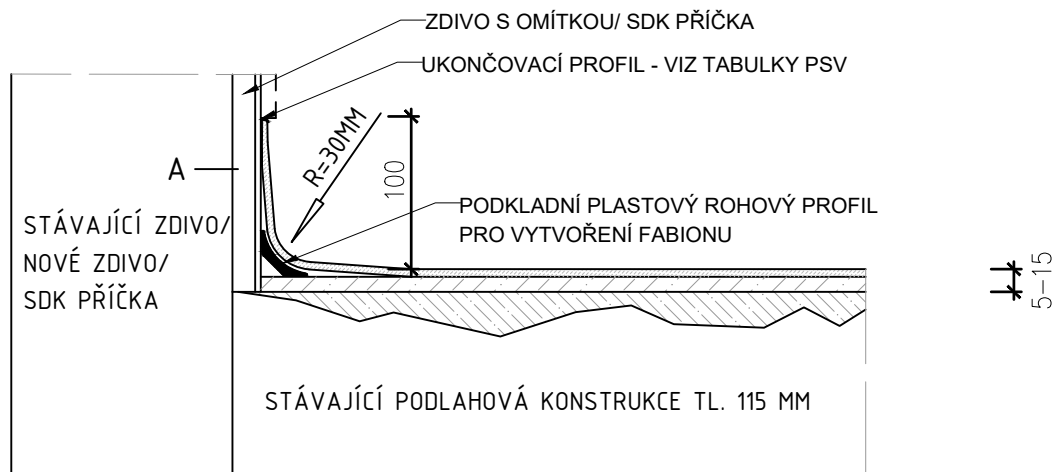 ZDIVO S OMÍTKOU/ SDK PŘÍČKA
UKONČOVACÍ PROFIL - VIZ TABULKY PSV
R=30MM
100
A
PODKLADNÍ PLASTOVÝ ROHOVÝ PROFIL
PRO VYTVOŘENÍ FABIONU
STÁVAJÍCÍ ZDIVO/
NOVÉ ZDIVO/
SDK PŘÍČKA
5-15
STÁVAJÍCÍ PODLAHOVÁ KONSTRUKCE TL. 115 MM